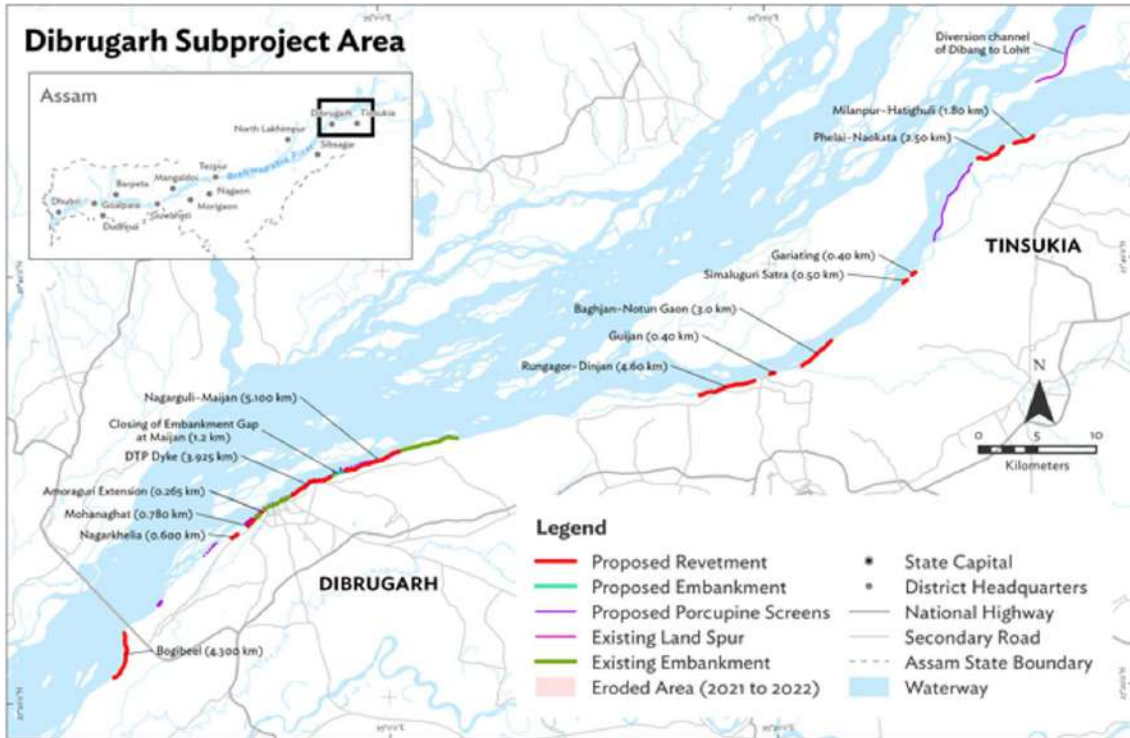 Dibrugarh Subproject Area
Assam
Dibrugarh
Tinsukia
North Lakhimpur
Sibsagar
Tezpur
Mangaldoi
Barpeta
Nagaon
Dhubri
Goalpara
Morigaon
Diversion channel
of Dibang to Lohit
Milanpur-Hatighuli (1.80 km)
Phelai-Naokata (2.50 km)
TINSUKIA
Gariating (0.40 km)
Simaluguri Satra (0.50 km)
Baghjan-Notun Gaon (3.0 km)
Guijan (0.40 km)
Rungagor-Dinjan (4.60 km)
N
0 5 10
Kilometers
Nagarguli-Maijan (5.100 km)
Closing of Embankment Gap
at Maijan (1.2 km)
DTP Dyke (3.925 km)
Amoraguri Extension (0.265 km)
Mohanaghat (0.780 km)
Nagarkhelia (0.600 km)
DIBRUGARH
Bogibeel (4.300 km)
Legend
Proposed Revetment
Proposed Embankment
Proposed Porcupine Screens
Existing Land Spur
Existing Embankment
Eroded Area (2021 to 2022)
State Capital
District Headquarters
National Highway
Secondary Road
Assam State Boundary
Waterway